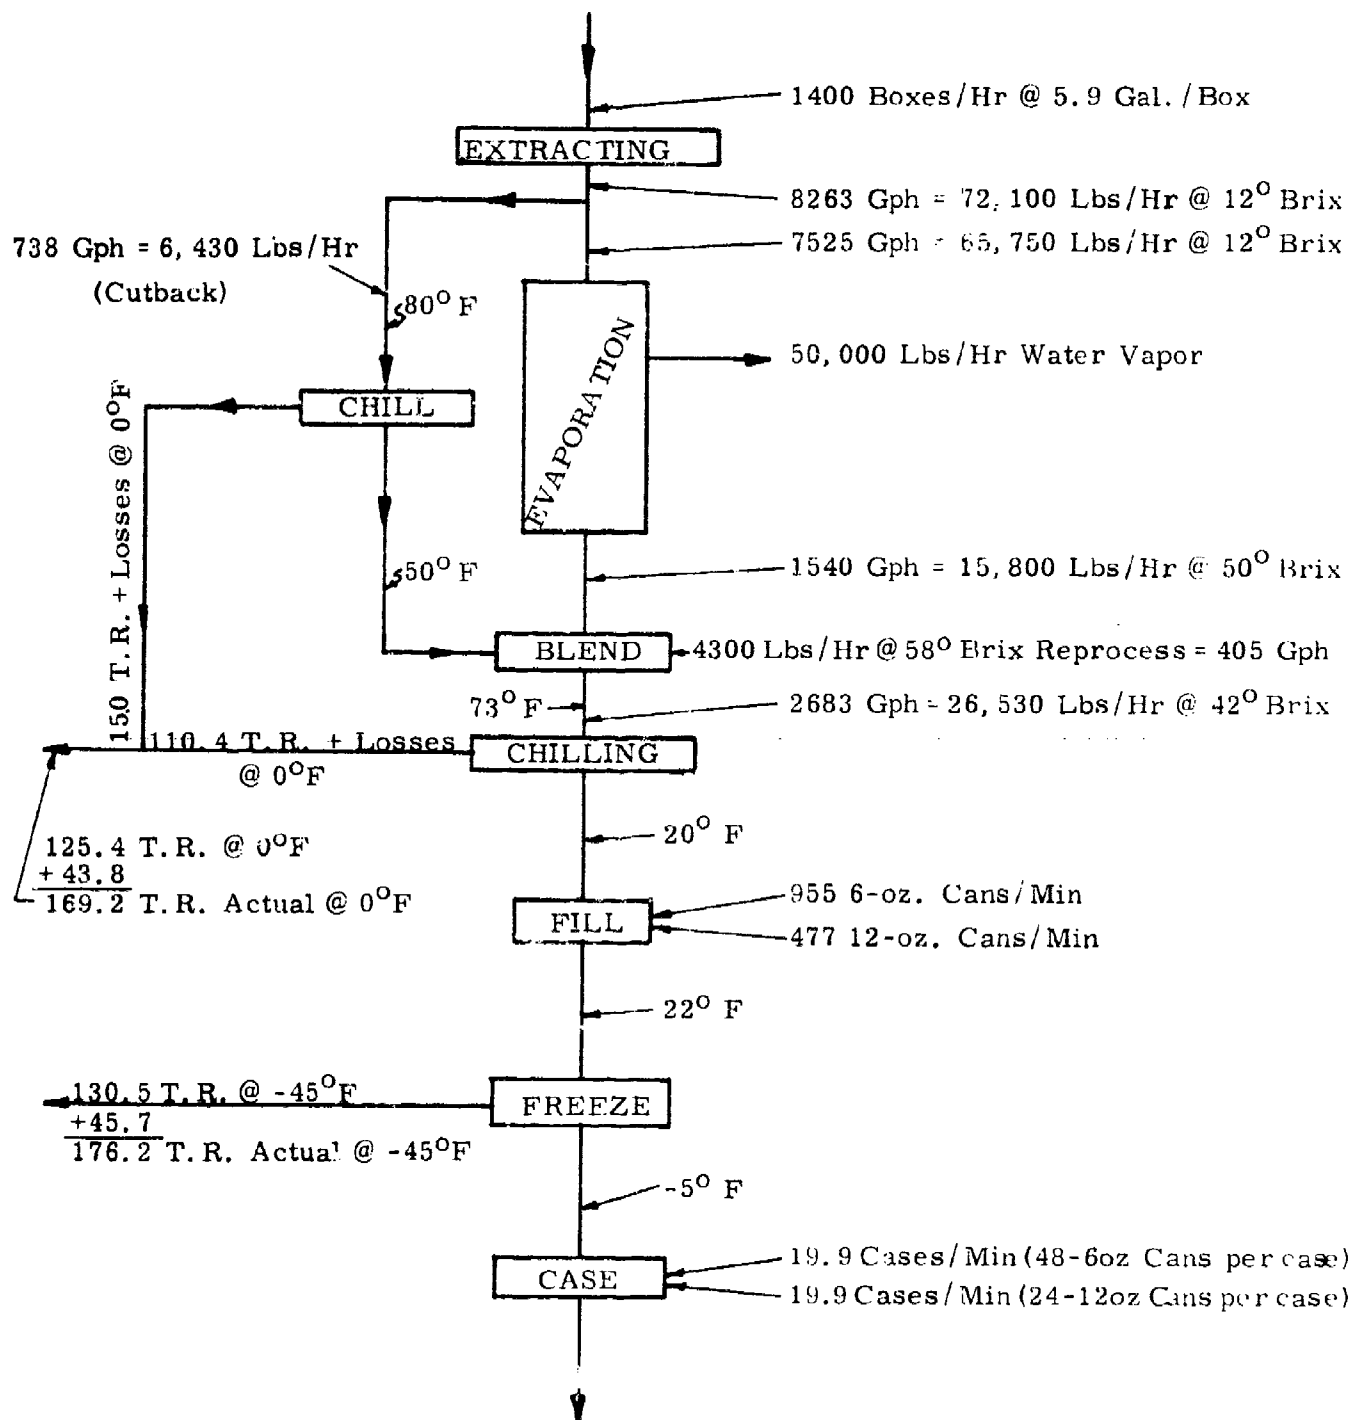 1400 Boxes/Hr @ 5.9 Gal./Box
EXTRACTING
8263 Gph = 72,100 Lbs/Hr @ 12° Brix
7525 Gph = 65,750 Lbs/Hr @ 12° Brix
738 Gph = 6,430 Lbs/Hr
(Cutback)
80° F
EVAPORATION
50,000 Lbs/Hr Water Vapor
CHILL
15.0 T.R. + Losses @ 0°F
50° F
1540 Gph = 15,800 Lbs/Hr @ 50° Brix
BLEND
4300 Lbs/Hr @ 58° Brix Reprocess = 405 Gph
73° F
2683 Gph = 26,530 Lbs/Hr @ 42° Brix
110.4 T.R. + Losses
@ 0°F
CHILLING
20° F
125.4 T.R. @ 0°F
+ 43.8
169.2 T.R. Actual @ 0°F
955 6-oz. Cans/Min
FILL
477 12-oz. Cans/Min
22° F
130.5 T.R. @ -45°F
+45.7
176.2 T.R. Actual @ -45°F
FREEZE
-5° F
19.9 Cases/Min (48-6oz Cans per case)
CASE
19.9 Cases/Min (24-12oz Cans per case)